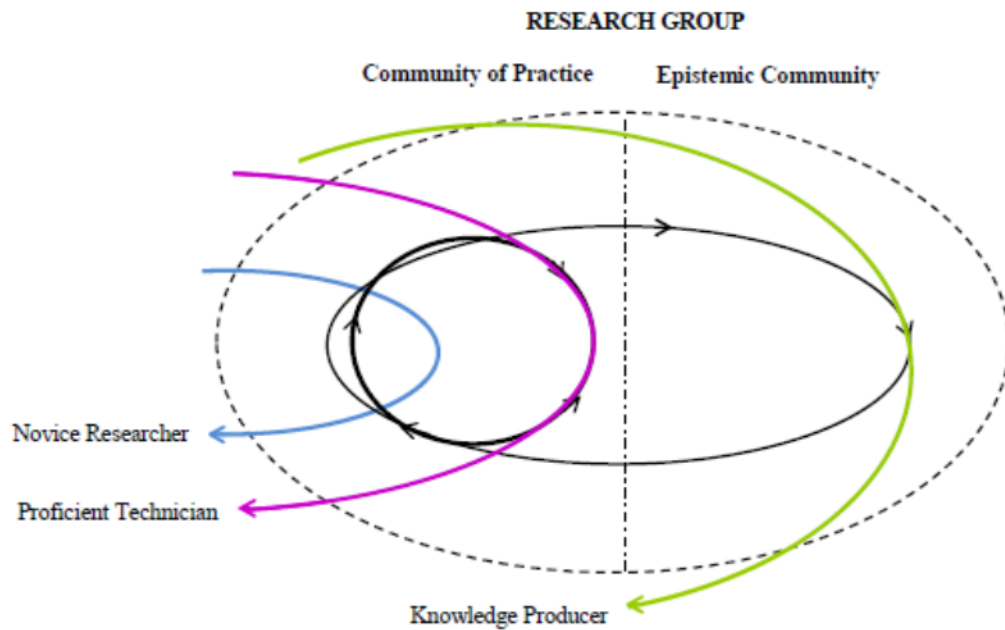 RESEARCH GROUP
Community of Practice
Epistemic Community
Novice Researcher
Proficient Technician
Knowledge Producer